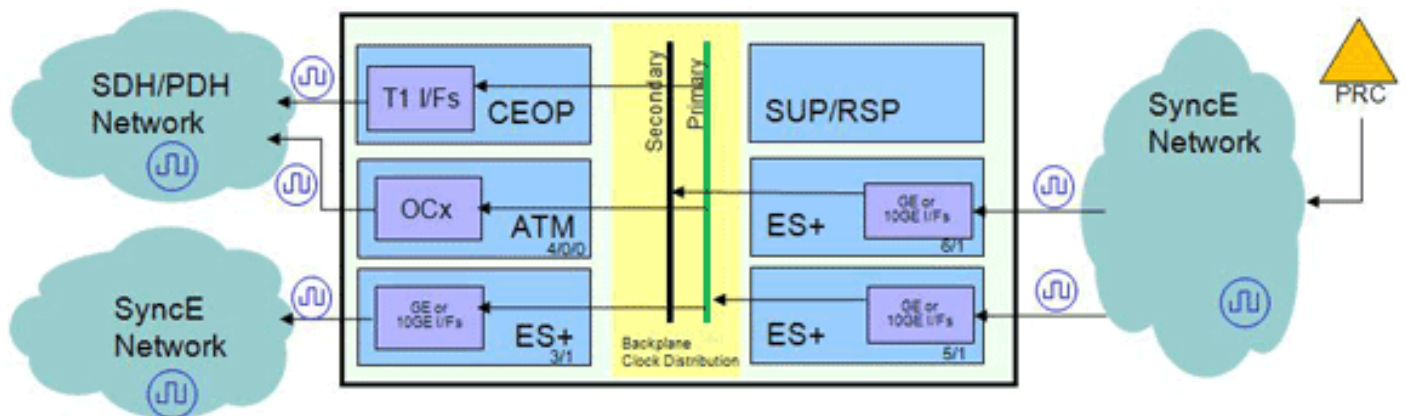 SDH/PDH
Network
T1 I/Fs
CEOP
OCx
ATM
4/0/0
SyncE
Network
GE or
10GE I/Fs
ES+
3/1
Secondary
Primary
Backplane
Clock Distribution
SUP/RSP
GE or
10GE I/Fs
ES+
6/1
GE or
10GE I/Fs
ES+
5/1
SyncE
Network
PRC